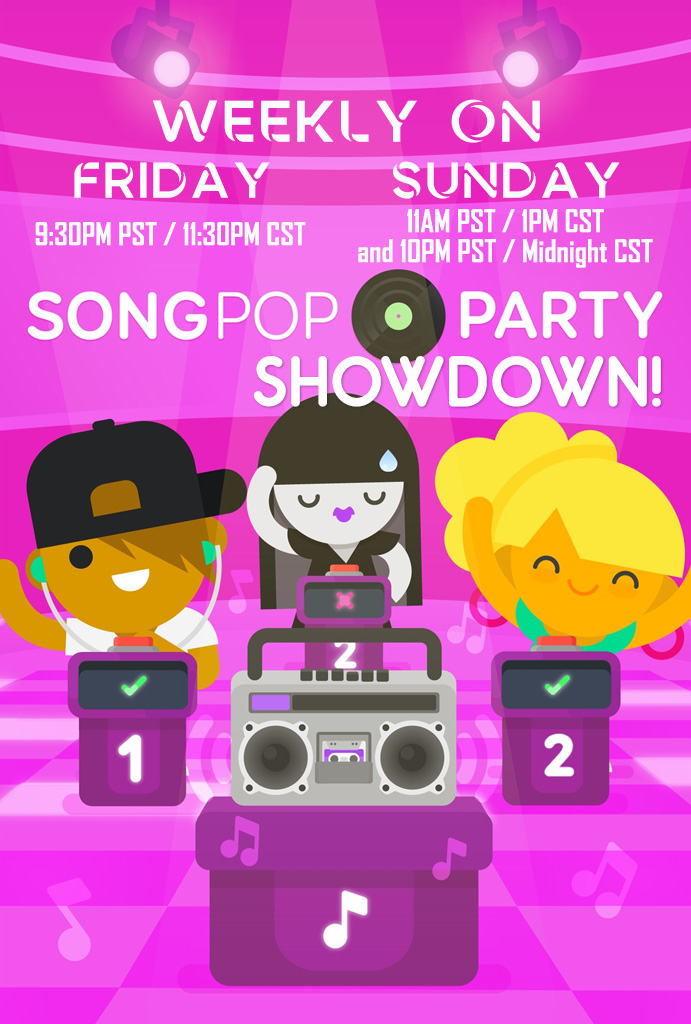 WEEKLY ON
FRIDAY
9:30PM PST / 11:30PM CST
SUNDAY
11AM PST / 1PM CST
and 10PM PST / Midnight CST
SONGPOP PARTY
SHOWDOWN!
2
1
2